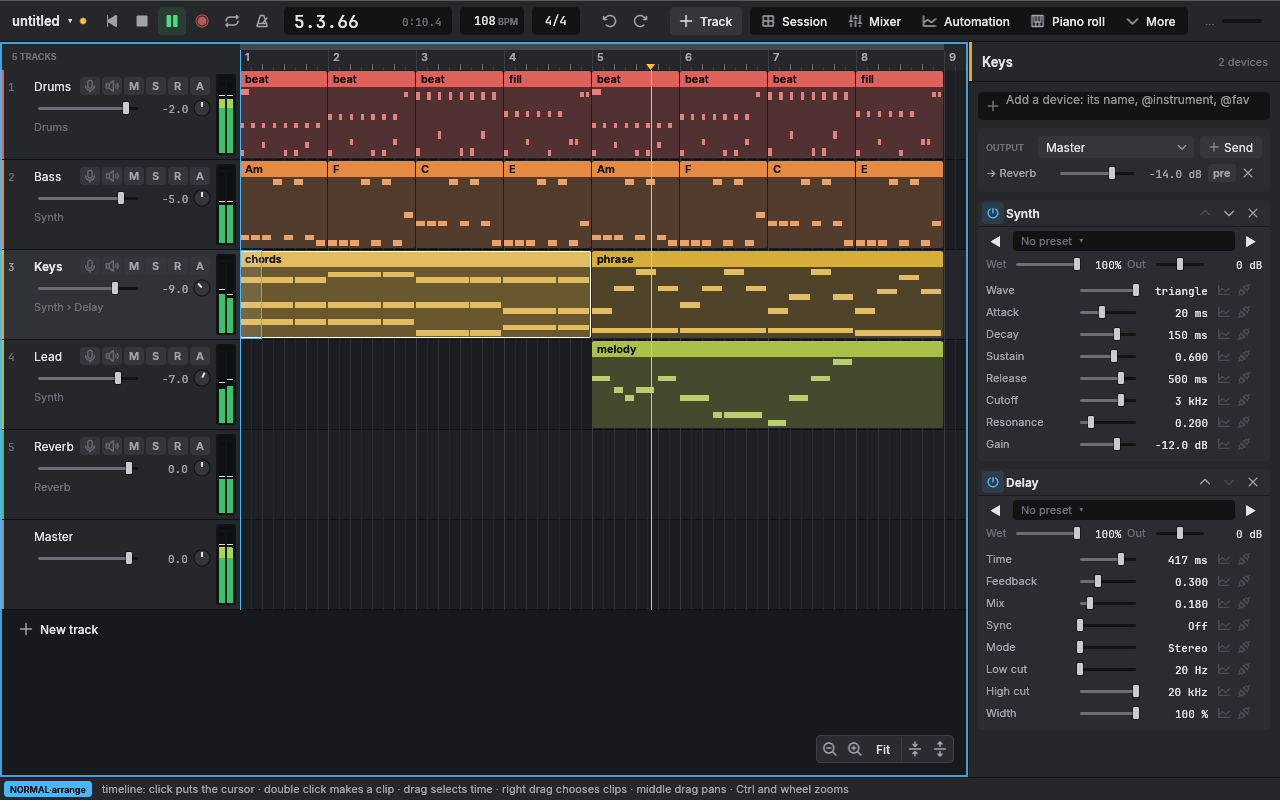 untitled 5.3.66 0:10.4 108 BPM 4/4 Track Session Mixer Automation Piano roll More ...
5 TRACKS 1 2 3 4 5 6 7 8 9
1 Drums M S R A
-2.0
Drums
beat beat beat fill beat beat beat fill
2 Bass M S R A
-5.0
Synth
Am F C E Am F C E
3 Keys M S R A
-9.0
Synth › Delay
chords phrase
4 Lead M S R A
-7.0
Synth
melody
5 Reverb M S R A
0.0
Reverb
Master
0.0
New track
Fit
Keys 2 devices
Add a device: its name, @instrument, @fav
OUTPUT Master Send
Reverb -14.0 dB pre
Synth
No preset
Wet 100% Out 0 dB
Wave triangle
Attack 20 ms
Decay 150 ms
Sustain 0.600
Release 500 ms
Cutoff 3 kHz
Resonance 0.200
Gain -12.0 dB
Delay
No preset
Wet 100% Out 0 dB
Time 417 ms
Feedback 0.300
Mix 0.180
Sync Off
Mode Stereo
Low cut 20 Hz
High cut 20 kHz
Width 100 %
NORMAL·arrange timeline: click puts the cursor · double click makes a clip · drag selects time · right drag chooses clips · middle drag pans · Ctrl and wheel zooms